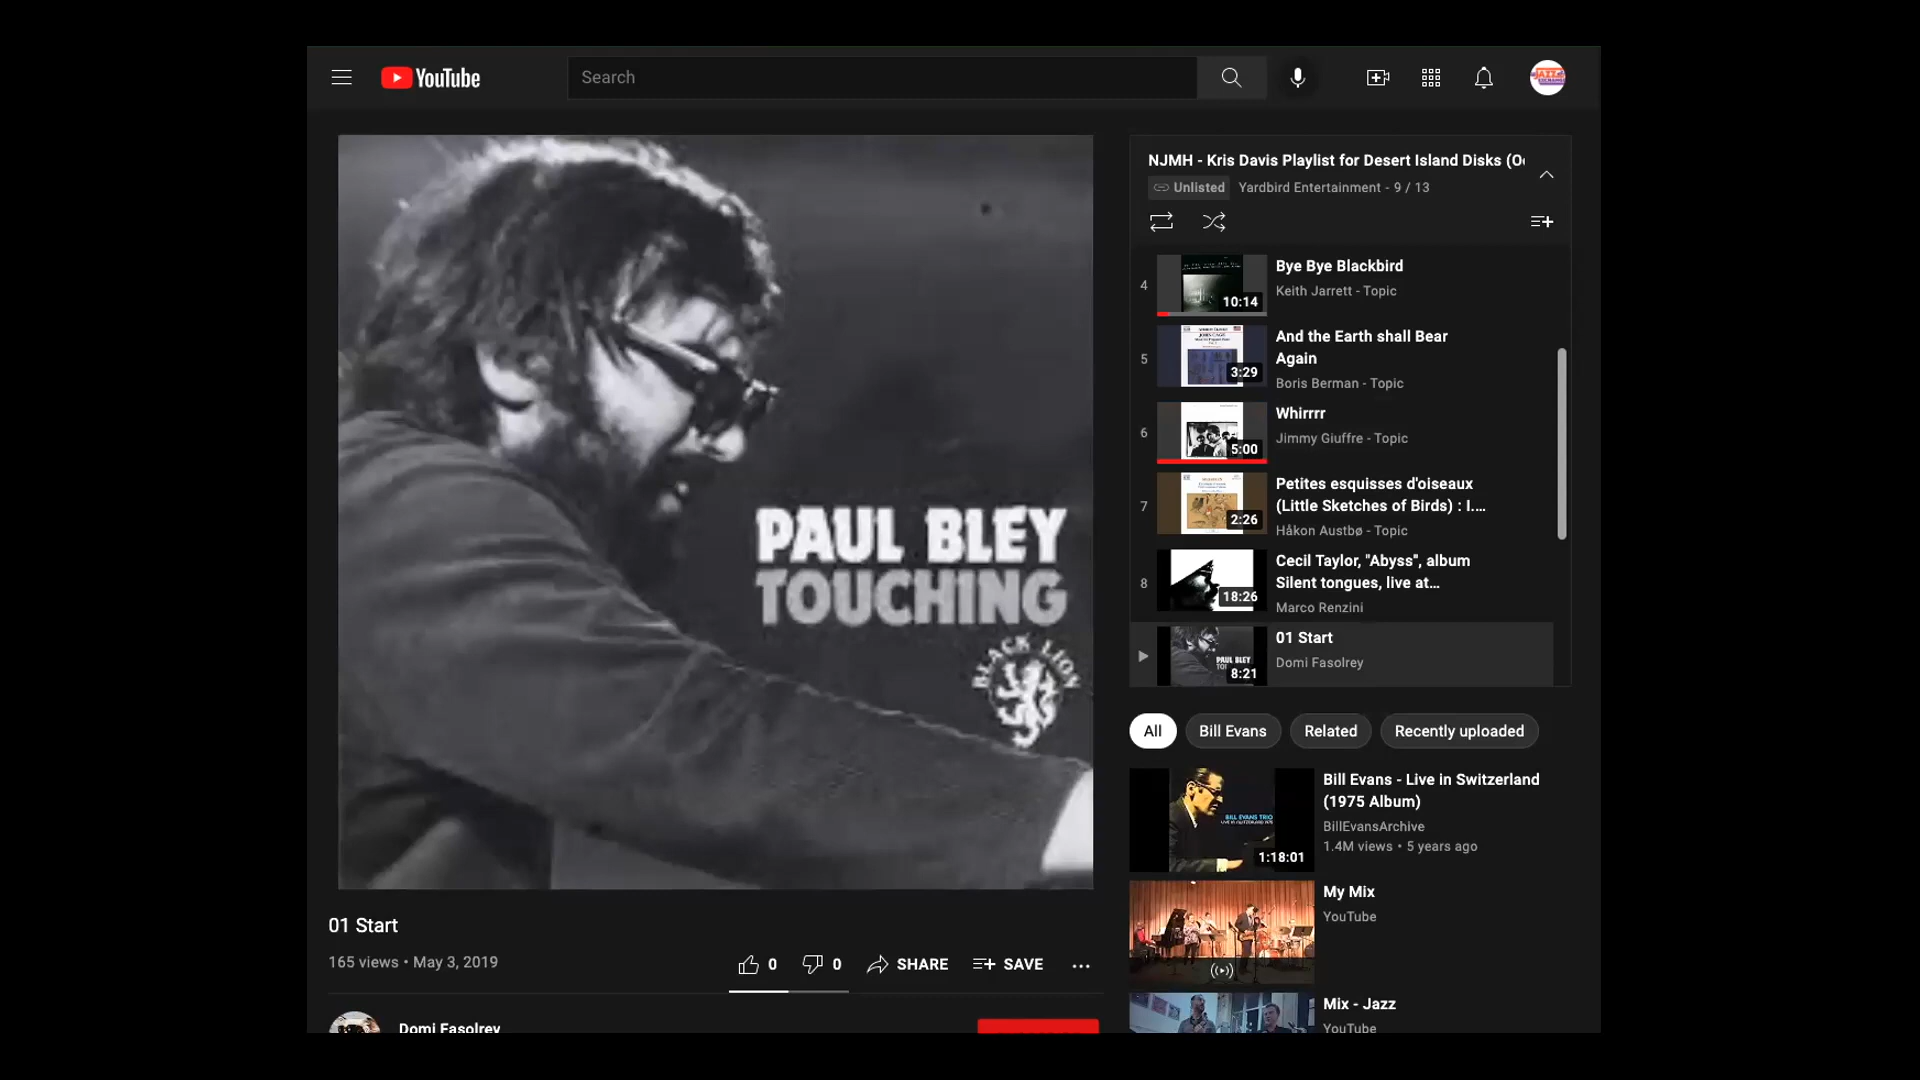 YouTube
Search
JAZZ
PAUL BLEY
TOUCHING
BLACK LION
01 Start
165 views • May 3, 2019
0
0
SHARE
SAVE
Domi Fasolrey
NJMH - Kris Davis Playlist for Desert Island Disks (O
Unlisted
Yardbird Entertainment - 9 / 13
4
10:14
Bye Bye Blackbird
Keith Jarrett - Topic
5
3:29
And the Earth shall Bear
Again
Boris Berman - Topic
6
5:00
Whirrrr
Jimmy Giuffre - Topic
7
2:26
Petites esquisses d'oiseaux
(Little Sketches of Birds) : I....
Håkon Austbø - Topic
8
18:26
Cecil Taylor, "Abyss", album
Silent tongues, live at...
Marco Renzini
PAUL BLEY
8:21
01 Start
Domi Fasolrey
All
Bill Evans
Related
Recently uploaded
BILL EVANS TRIO
1:18:01
Bill Evans - Live in Switzerland
(1975 Album)
BillEvansArchive
1.4M views • 5 years ago
My Mix
YouTube
Mix - Jazz
YouTube